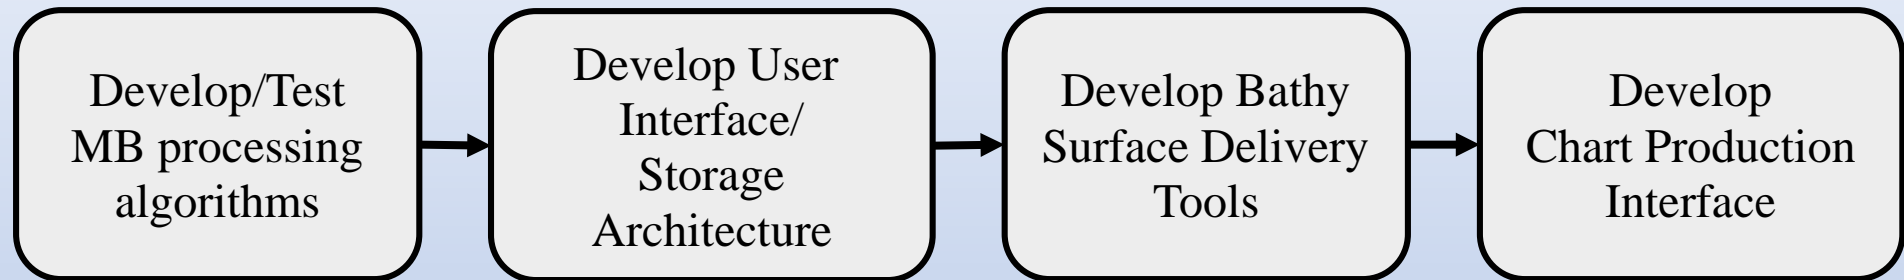 Develop/Test
MB processing
algorithms
Develop User
Interface/
Storage
Architecture
Develop Bathy
Surface Delivery
Tools
Develop
Chart Production
Interface